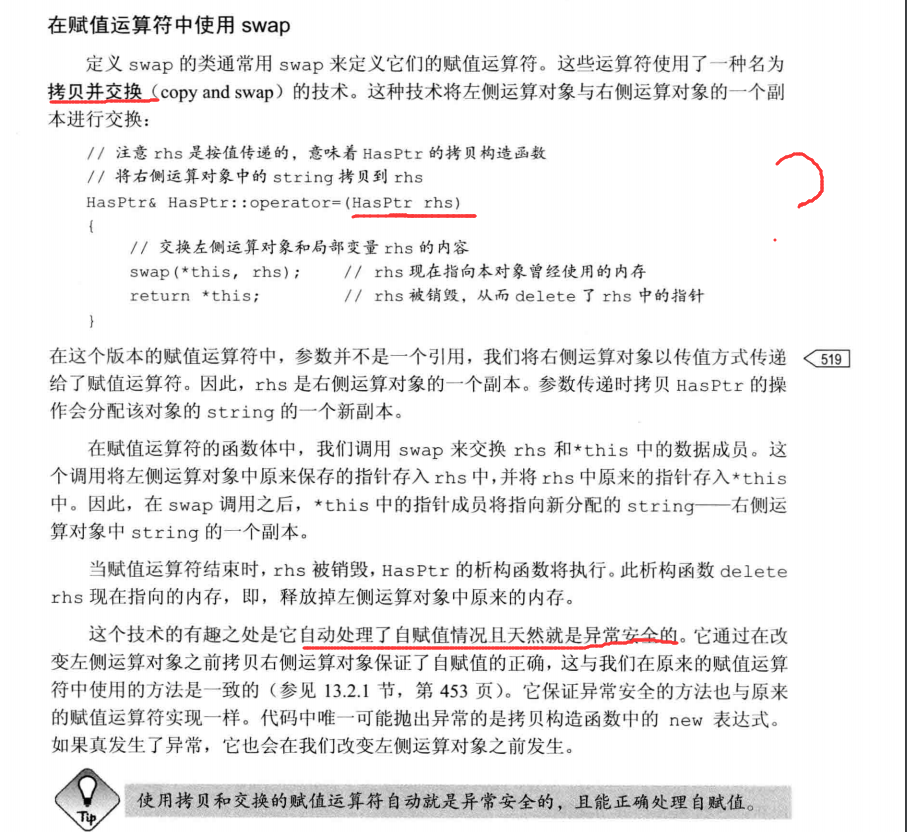 在赋值运算符中使用 swap
定义 swap 的类通常用 swap 来定义它们的赋值运算符。这些运算符使用了一种名为
拷贝并交换（copy and swap）的技术。这种技术将左侧运算对象与右侧运算对象的一个副
本进行交换：
// 注意 rhs 是按值传递的，意味着 HasPtr 的拷贝构造函数
// 将右侧运算对象中的 string 拷贝到 rhs
HasPtr& HasPtr::operator=(HasPtr rhs)
{
// 交换左侧运算对象和局部变量 rhs 的内容
swap(*this, rhs); // rhs 现在指向本对象曾经使用的内存
return *this; // rhs 被销毁，从而 delete 了 rhs 中的指针
}
在这个版本的赋值运算符中，参数并不是一个引用，我们将右侧运算对象以传值方式传递
519
给了赋值运算符。因此，rhs 是右侧运算对象的一个副本。参数传递时拷贝 HasPtr 的操
作会分配该对象的 string 的一个新副本。
在赋值运算符的函数体中，我们调用 swap 来交换 rhs 和*this 中的数据成员。这
个调用将左侧运算对象中原来保存的指针存入 rhs 中，并将 rhs 中原来的指针存入*this
中。因此，在 swap 调用之后，*this 中的指针成员将指向新分配的 string——右侧运
算对象中 string 的一个副本。
当赋值运算符结束时，rhs 被销毁，HasPtr 的析构函数将执行。此析构函数 delete
rhs 现在指向的内存，即，释放掉左侧运算对象中原来的内存。
这个技术的有趣之处是它自动处理了自赋值情况且天然就是异常安全的。它通过在改
变左侧运算对象之前拷贝右侧运算对象保证了自赋值的正确，这与我们在原来的赋值运算
符中使用的方法是一致的（参见 13.2.1 节，第 453 页）。它保证异常安全的方法也与原来
的赋值运算符实现一样。代码中唯一可能抛出异常的是拷贝构造函数中的 new 表达式。
如果真发生了异常，它也会在我们改变左侧运算对象之前发生。
Tip
使用拷贝和交换的赋值运算符自动就是异常安全的，且能正确处理自赋值。